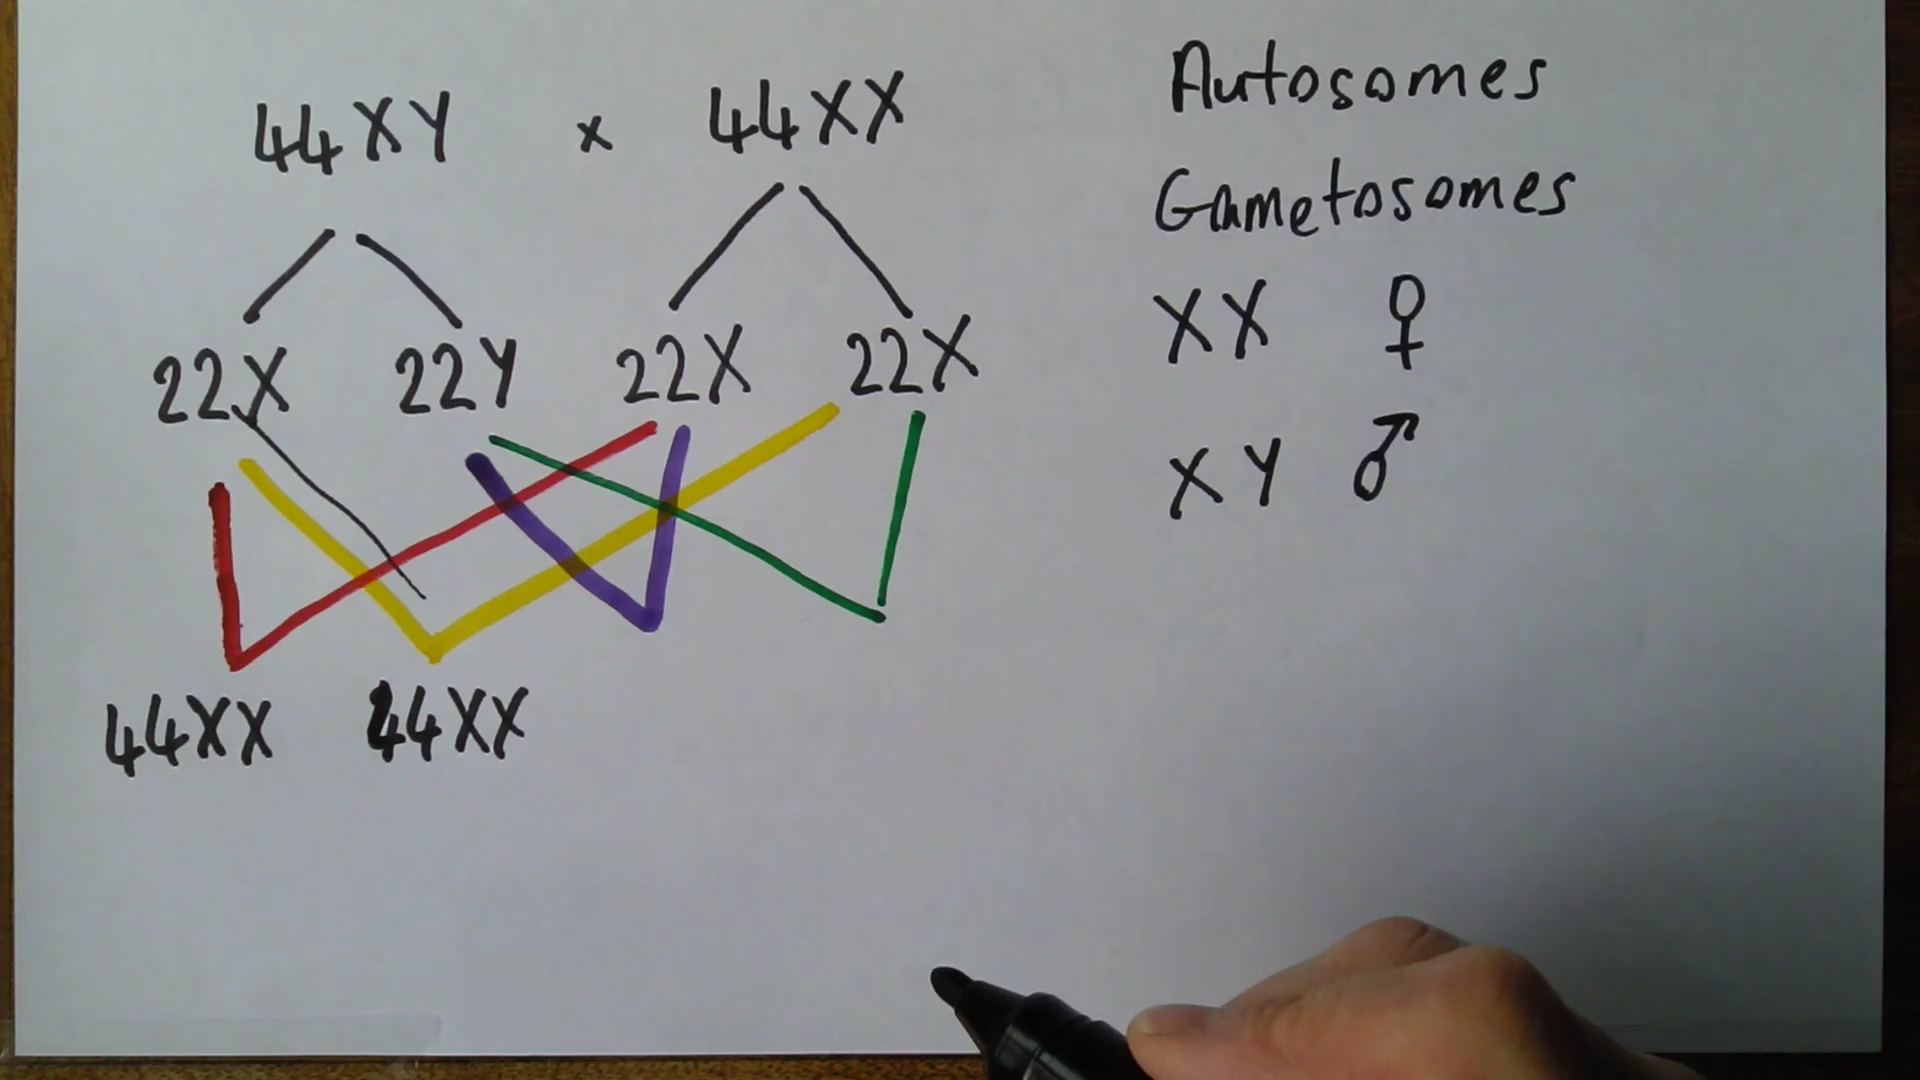 44XY x 44XX
22X 22Y 22X 22X
44XX 44XX
Autosomes
Gametosomes
XX ♀
XY ♂